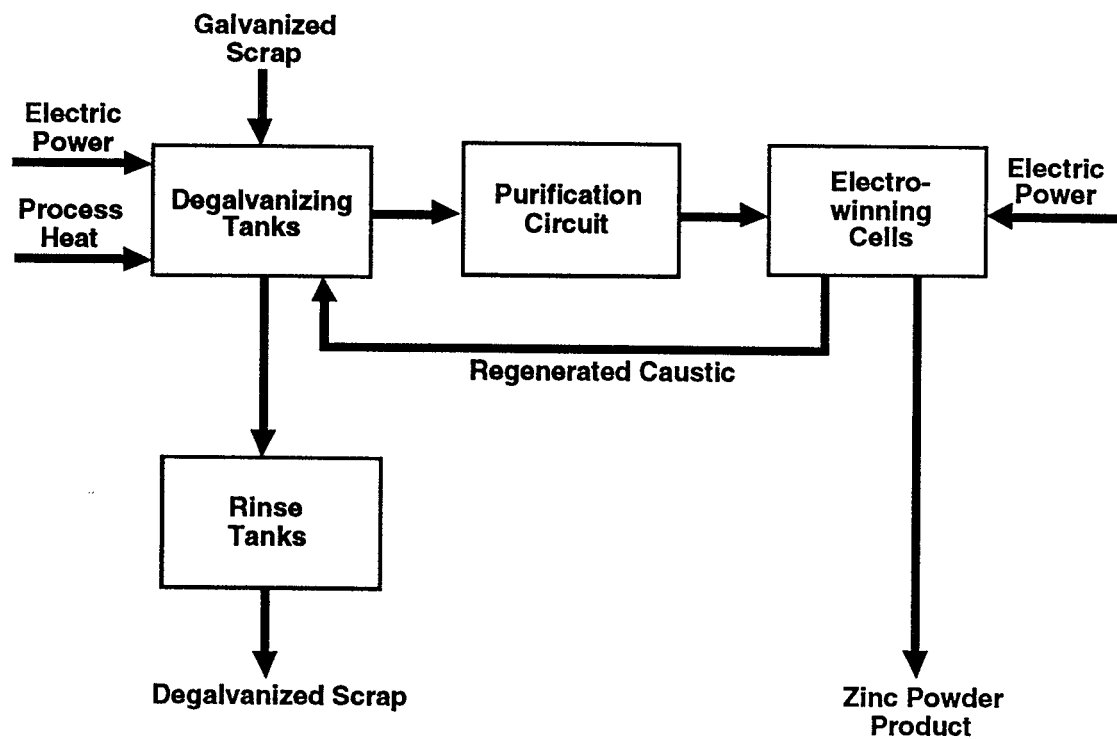 Galvanized
Scrap
Electric
Power
Process
Heat
Degalvanizing
Tanks
Purification
Circuit
Electro-
winning
Cells
Electric
Power
Regenerated Caustic
Rinse
Tanks
Degalvanized Scrap
Zinc Powder
Product